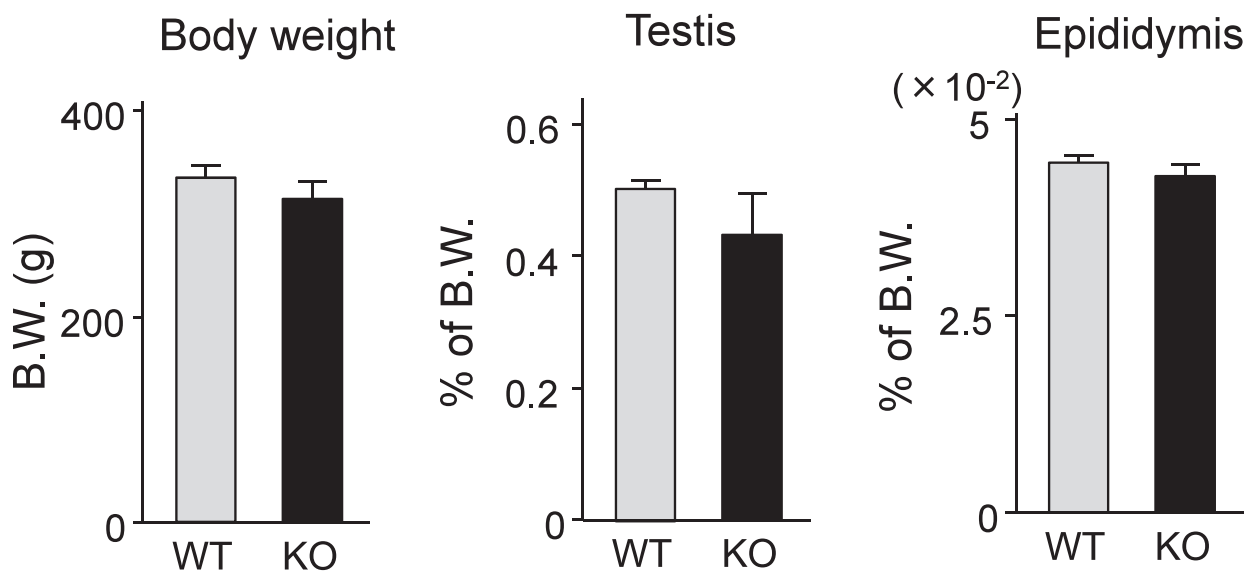 Body weight
B.W. (g)
400
200
0
WT KO
Testis
% of B.W.
0.6
0.4
0.2
0
WT KO
Epididymis
( × 10-2)
% of B.W.
5
2.5
0
WT KO